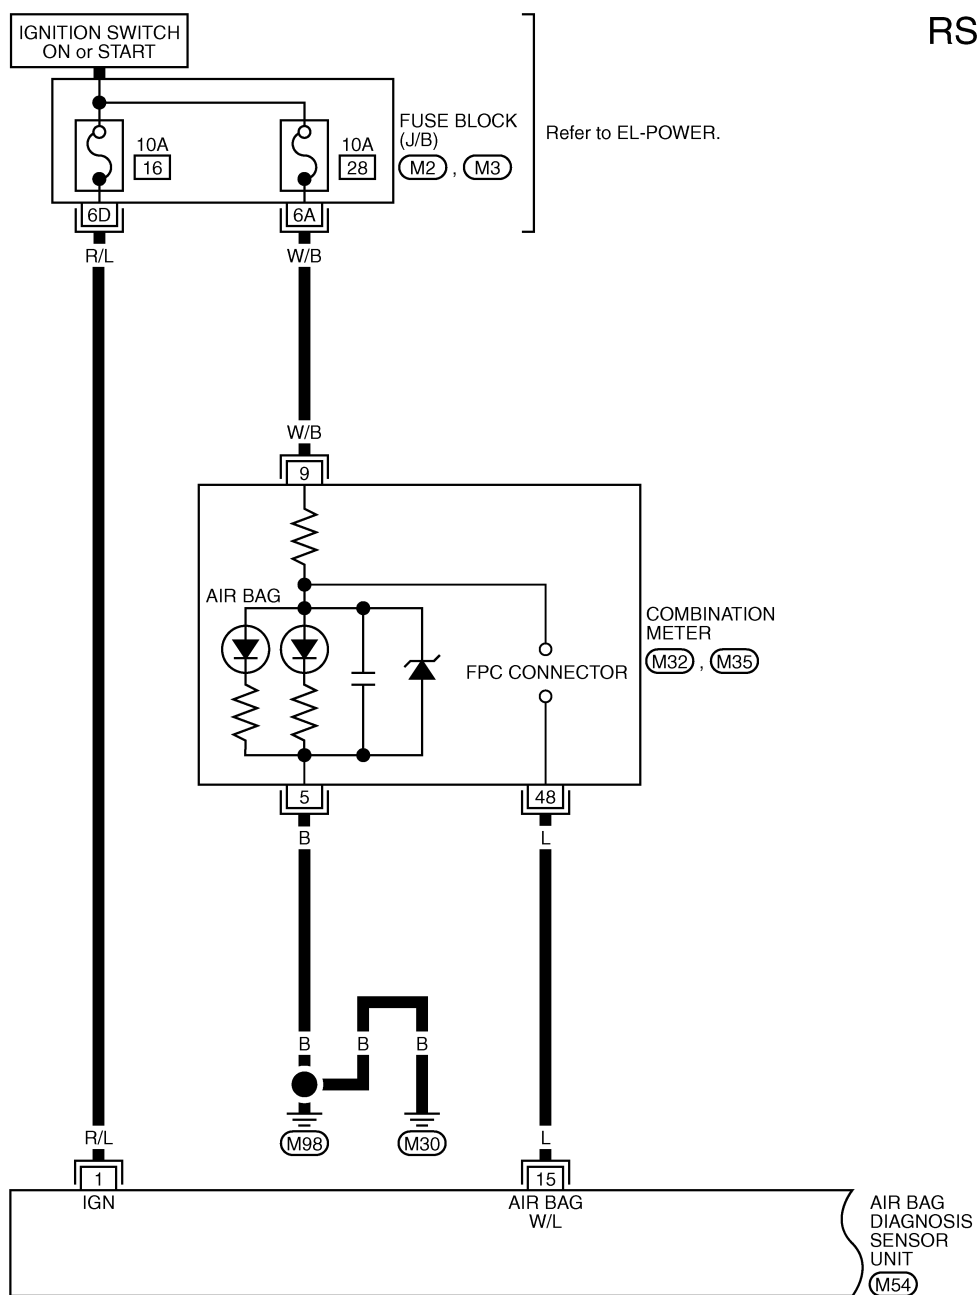 RS
IGNITION SWITCH
ON or START
FUSE BLOCK
(J/B)
M2 , M3
Refer to EL-POWER.
10A
16
10A
28
6D
6A
R/L
W/B
W/B
9
AIR BAG
FPC CONNECTOR
COMBINATION
METER
M32 , M35
5
48
B
L
B
B
B
M98
M30
R/L
L
1
15
IGN
AIR BAG
W/L
AIR BAG
DIAGNOSIS
SENSOR
UNIT
M54